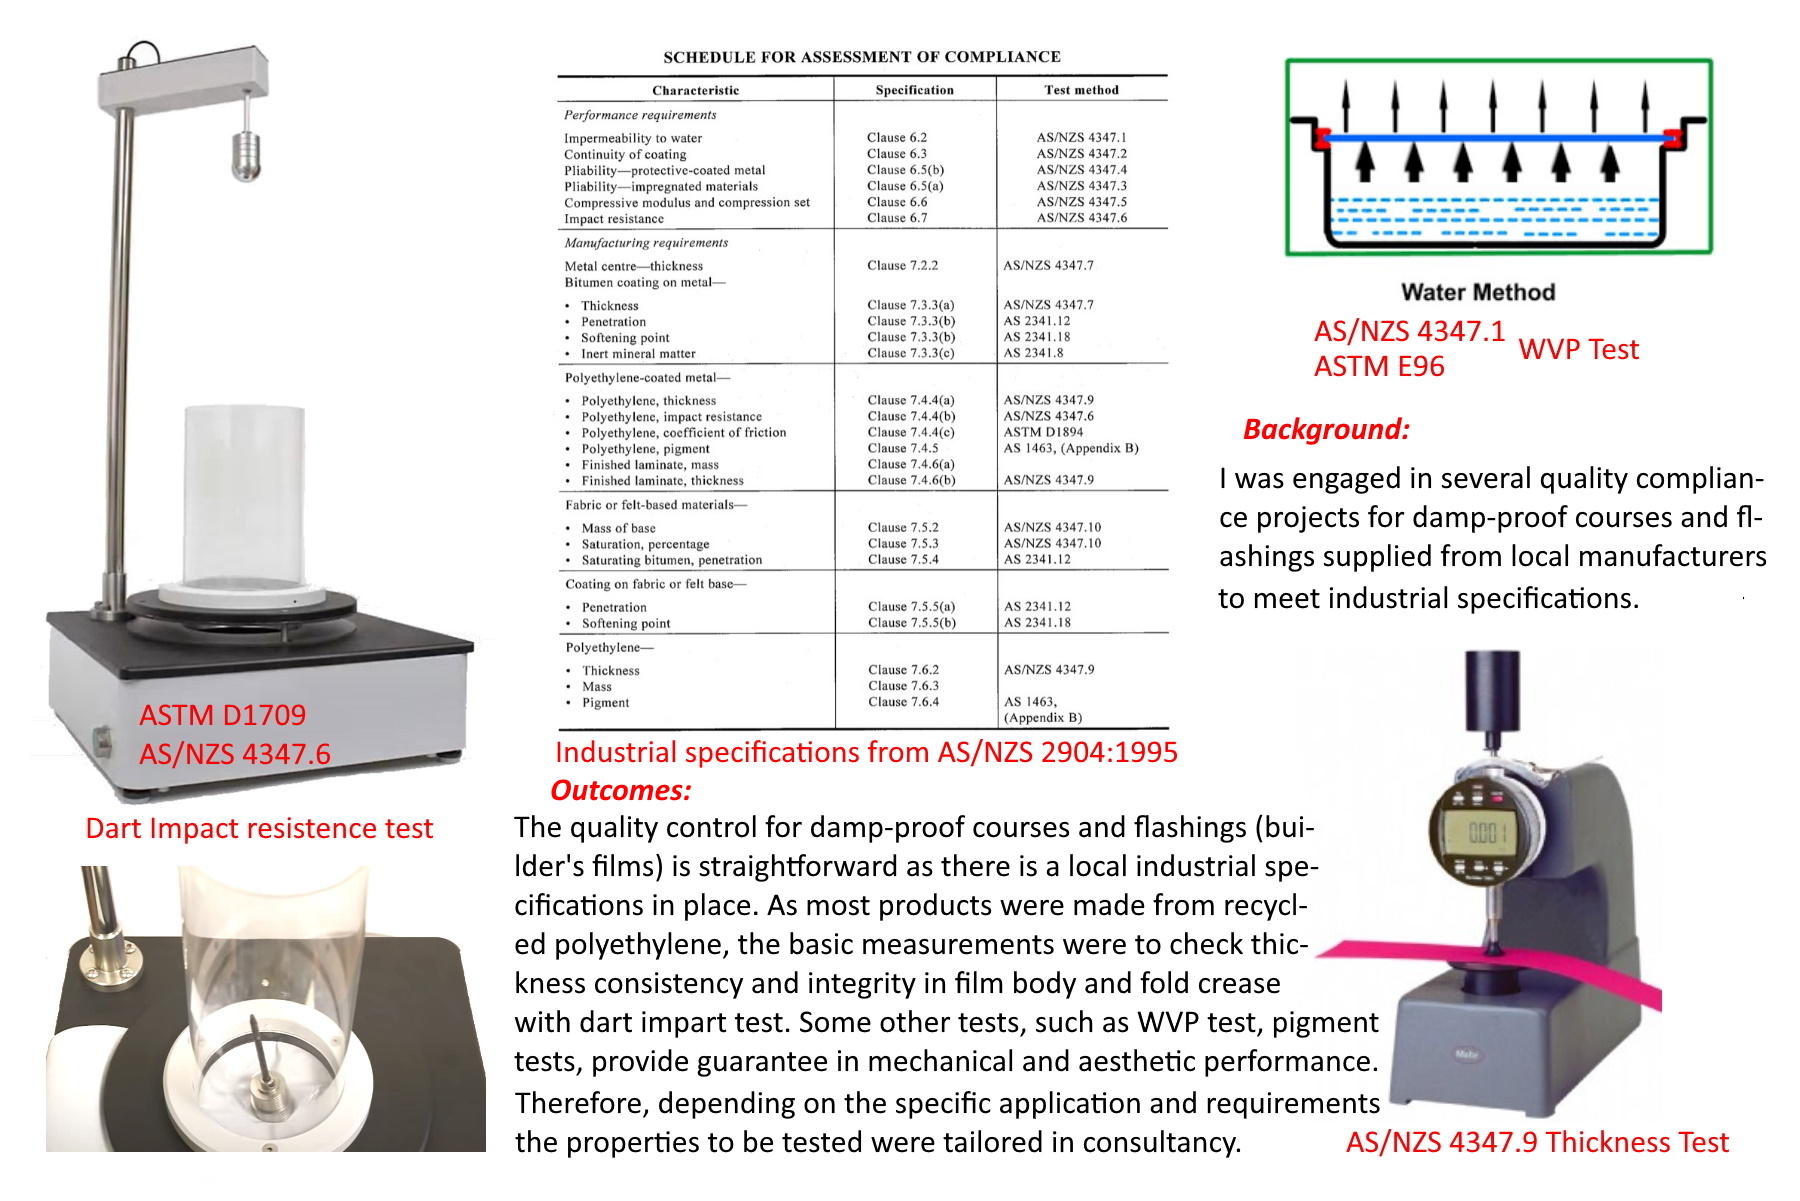 SCHEDULE FOR ASSESSMENT OF COMPLIANCE
Characteristic Specification Test method
Performance requirements
Impermeability to water Clause 6.2 AS/NZS 4347.1
Continuity of coating Clause 6.3 AS/NZS 4347.2
Pliability—protective-coated metal Clause 6.5(b) AS/NZS 4347.4
Pliability—impregnated materials Clause 6.5(a) AS/NZS 4347.3
Compressive modulus and compression set Clause 6.6 AS/NZS 4347.5
Impact resistance Clause 6.7 AS/NZS 4347.6
Manufacturing requirements
Metal centre—thickness Clause 7.2.2 AS/NZS 4347.7
Bitumen coating on metal—
• Thickness Clause 7.3.3(a) AS/NZS 4347.7
• Penetration Clause 7.3.3(b) AS 2341.12
• Softening point Clause 7.3.3(b) AS 2341.18
• Inert mineral matter Clause 7.3.3(c) AS 2341.8
Polyethylene-coated metal—
• Polyethylene, thickness Clause 7.4.4(a) AS/NZS 4347.9
• Polyethylene, impact resistance Clause 7.4.4(b) AS/NZS 4347.6
• Polyethylene, coefficient of friction Clause 7.4.4(c) ASTM D1894
• Polyethylene, pigment Clause 7.4.5 AS 1463, (Appendix B)
• Finished laminate, mass Clause 7.4.6(a)
• Finished laminate, thickness Clause 7.4.6(b) AS/NZS 4347.9
Fabric or felt-based materials—
• Mass of base Clause 7.5.2 AS/NZS 4347.10
• Saturation, percentage Clause 7.5.3 AS/NZS 4347.10
• Saturating bitumen, penetration Clause 7.5.4 AS 2341.12
Coating on fabric or felt base—
• Penetration Clause 7.5.5(a) AS 2341.12
• Softening point Clause 7.5.5(b) AS 2341.18
Polyethylene—
• Thickness Clause 7.6.2 AS/NZS 4347.9
• Mass Clause 7.6.3
• Pigment Clause 7.6.4 AS 1463,
(Appendix B)
Industrial specifications from AS/NZS 2904:1995
Water Method
AS/NZS 4347.1
ASTM E96
WVP Test
Background:
I was engaged in several quality complian-
ce projects for damp-proof courses and fl-
ashings supplied from local manufacturers
to meet industrial specifications.
ASTM D1709
AS/NZS 4347.6
Dart Impact resistence test
Outcomes:
The quality control for damp-proof courses and flashings (bui-
lder's films) is straightforward as there is a local industrial spe-
cifications in place. As most products were made from recycl-
ed polyethylene, the basic measurements were to check thic-
kness consistency and integrity in film body and fold crease
with dart impart test. Some other tests, such as WVP test, pigment
tests, provide guarantee in mechanical and aesthetic performance.
Therefore, depending on the specific application and requirements
the properties to be tested were tailored in consultancy.
0.001
Mahr
AS/NZS 4347.9 Thickness Test